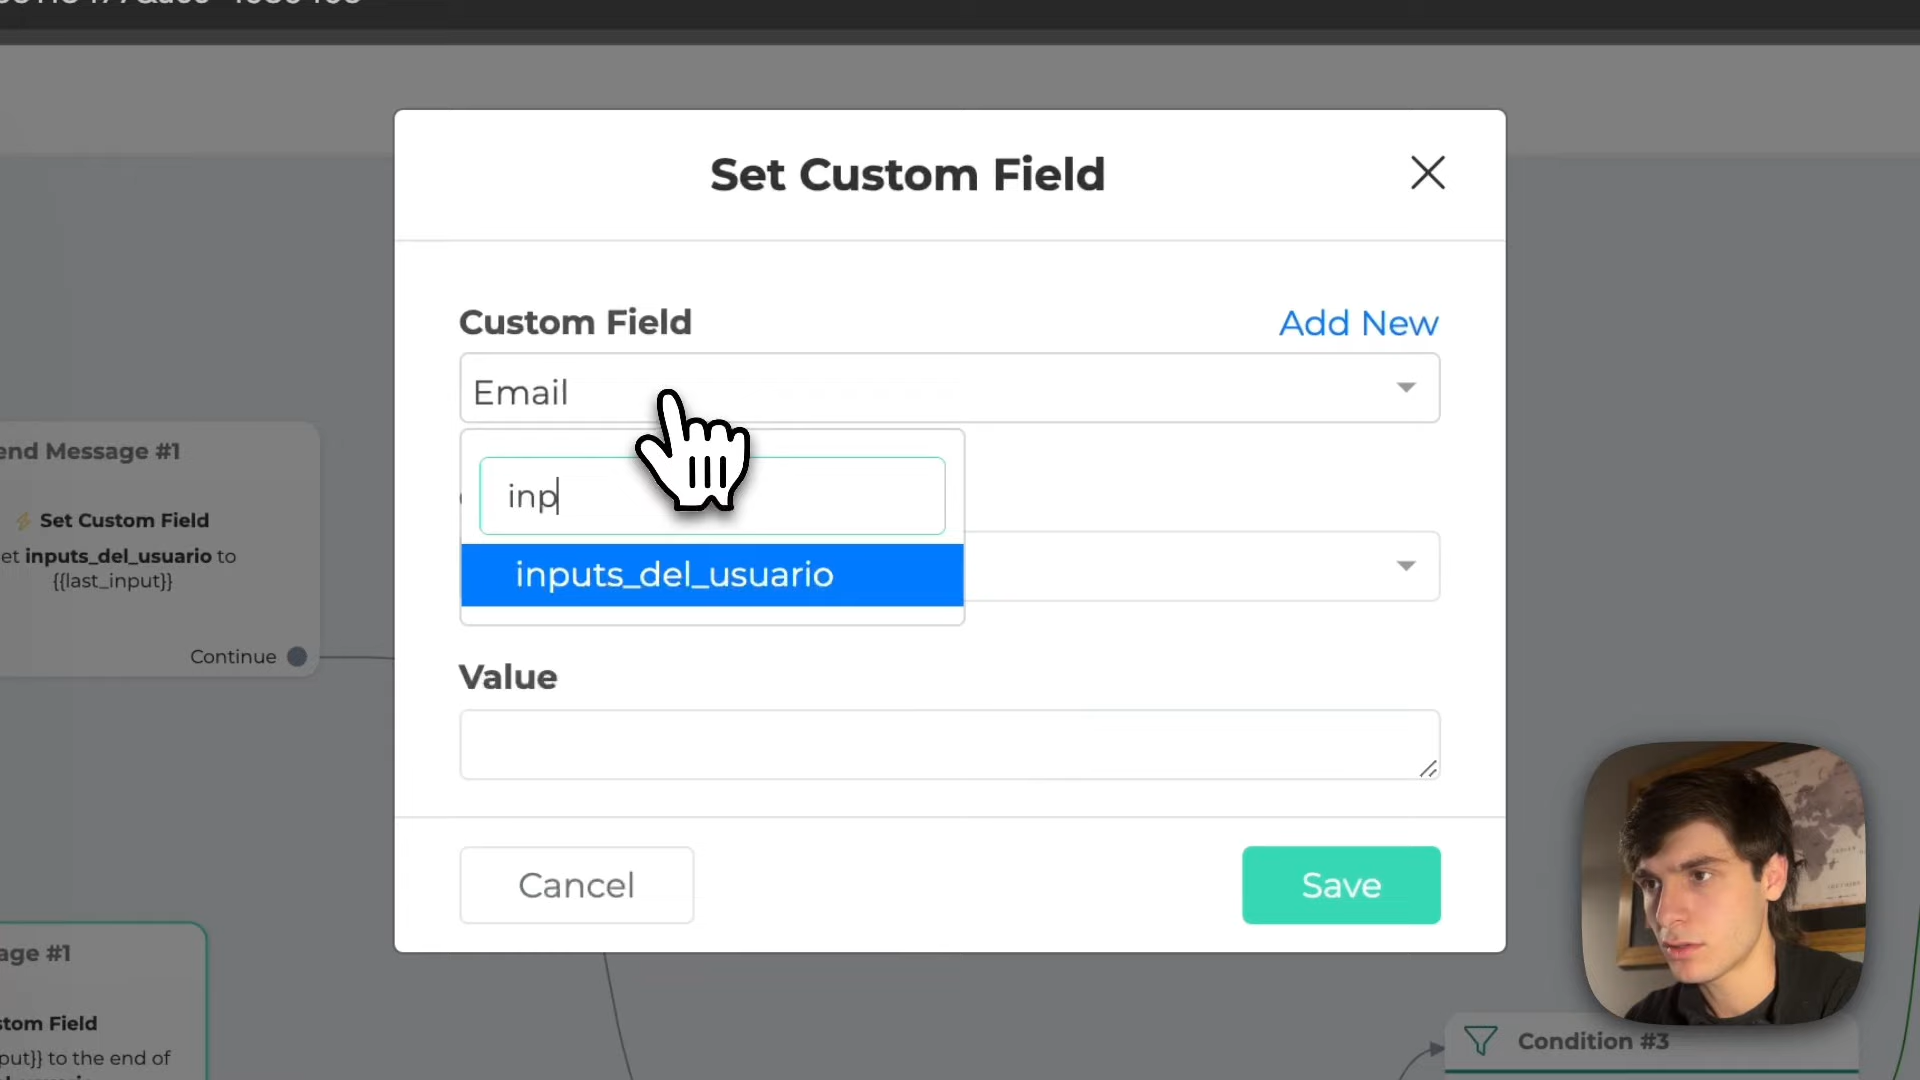 Set Custom Field
Custom Field
Add New
Email
inp
inputs_del_usuario
Value
Cancel
Save
end Message #1
Set Custom Field
et inputs_del_usuario to
{{last_input}}
Continue
age #1
tom Field
put}} to the end of
Condition #3